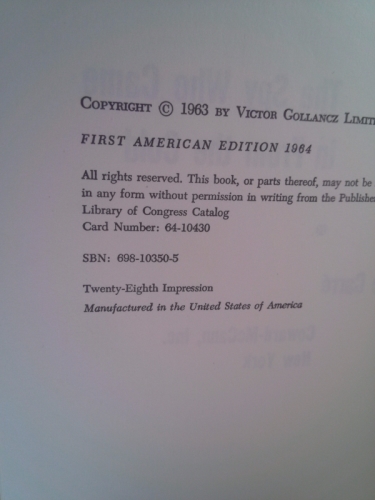 COPYRIGHT © 1963 BY VICTOR GOLLANCZ LIMIT
FIRST AMERICAN EDITION 1964
All rights reserved. This book, or parts thereof, may not be
in any form without permission in writing from the Publisher
Library of Congress Catalog
Card Number: 64-10430
SBN: 698-10350-5
Twenty-Eighth Impression
Manufactured in the United States of America